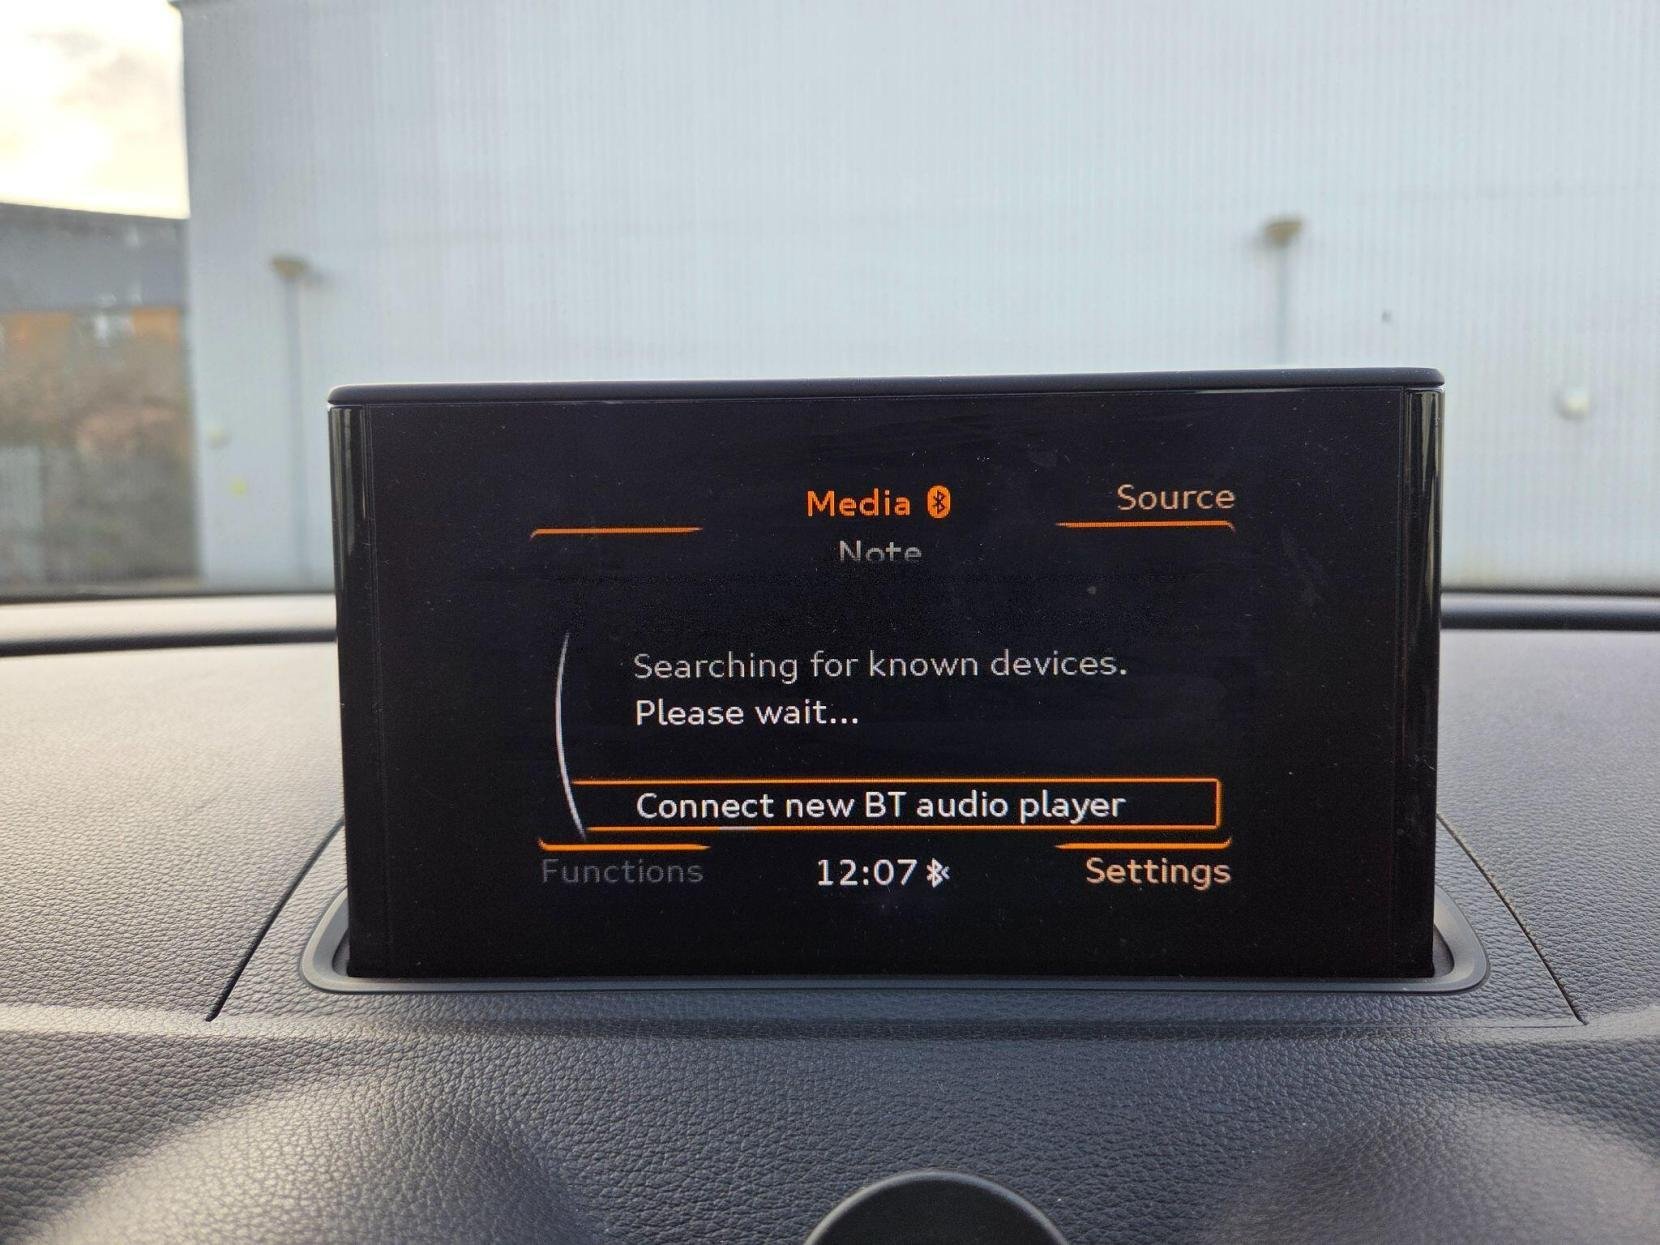 Media
Source
Note
Searching for known devices.
Please wait...
Connect new BT audio player
Functions
12:07
Settings